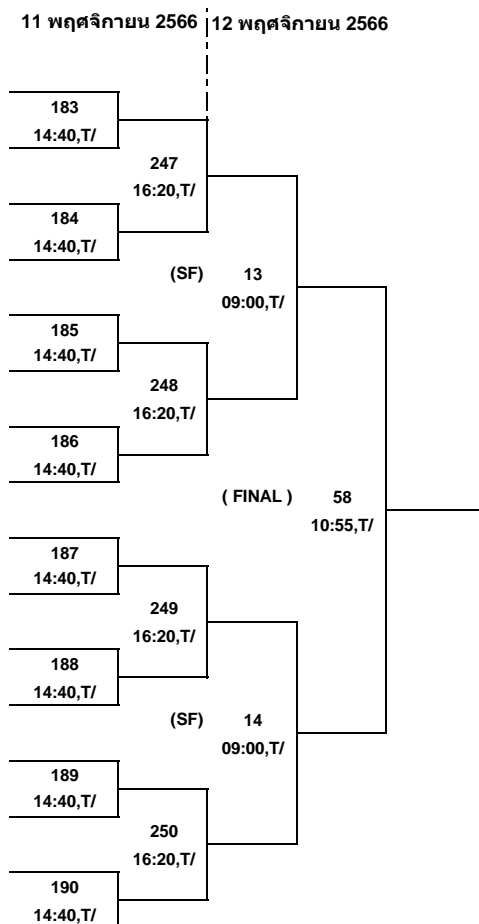 11 พฤศจิกายน 2566 12 พฤศจิกายน 2566
183
14:40,T/
247
16:20,T/
184
14:40,T/
(SF) 13
09:00,T/
185
14:40,T/
248
16:20,T/
186
14:40,T/
( FINAL ) 58
10:55,T/
187
14:40,T/
249
16:20,T/
188
14:40,T/
(SF) 14
09:00,T/
189
14:40,T/
250
16:20,T/
190
14:40,T/